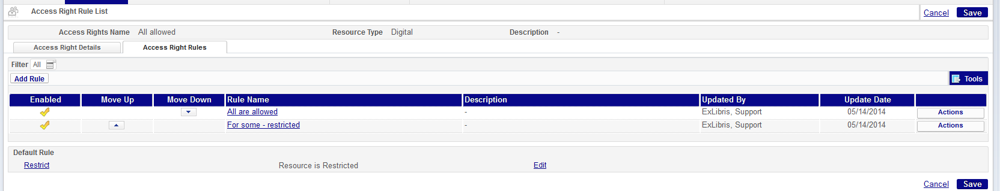 Access Right Rule List Cancel Save
Access Rights Name All allowed Resource Type Digital Description -
Access Right Details Access Right Rules
Filter All
Add Rule Tools
Enabled Move Up Move Down Rule Name Description Updated By Update Date
All are allowed - ExLibris, Support 05/14/2014 Actions
For some - restricted - ExLibris, Support 05/14/2014 Actions
Default Rule
Restrict Resource is Restricted Edit
Cancel Save